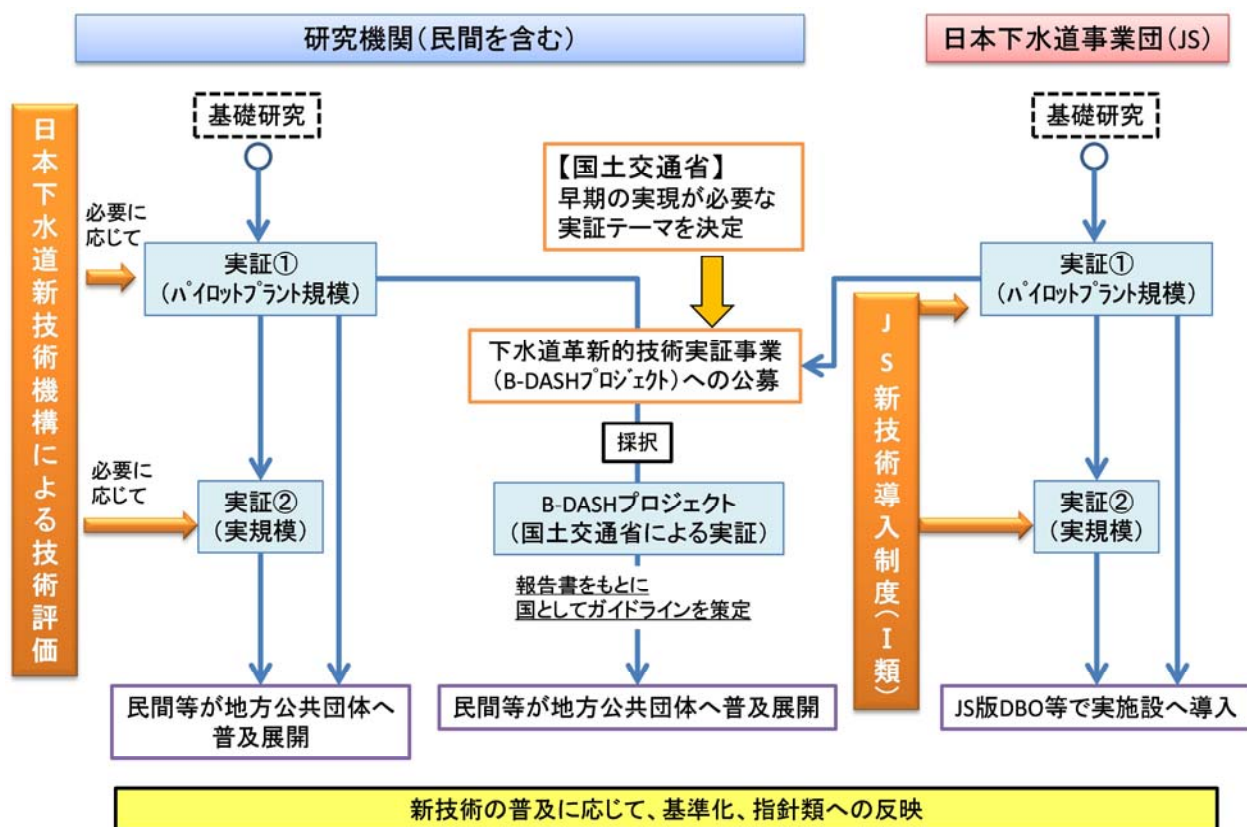 研究機関(民間を含む)
日本下水道事業団(JS)
日本下水道新技術機構による技術評価
基礎研究
必要に
応じて
実証①
(ﾊﾟｲﾛｯﾄﾌﾟﾗﾝﾄ規模)
必要に
応じて
実証②
(実規模)
民間等が地方公共団体へ
普及展開
【国土交通省】
早期の実現が必要な
実証テーマを決定
下水道革新的技術実証事業
(B-DASHﾌﾟﾛｼﾞｪｸﾄ)への公募
採択
B-DASHプロジェクト
(国土交通省による実証)
報告書をもとに
国としてガイドラインを策定
民間等が地方公共団体へ普及展開
JS新技術導入制度(Ⅰ類)
基礎研究
実証①
(ﾊﾟｲﾛｯﾄﾌﾟﾗﾝﾄ規模)
実証②
(実規模)
JS版DBO等で実施設へ導入
新技術の普及に応じて、基準化、指針類への反映